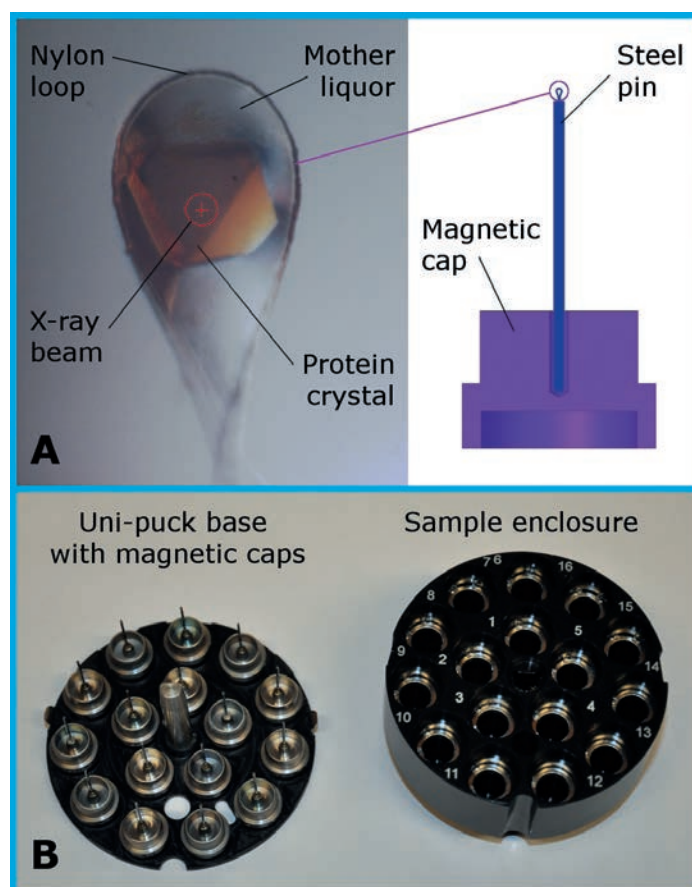 Nylon
loop
Mother
liquor
Steel
pin
Magnetic
cap
X-ray
beam
Protein
crystal
A
Uni-puck base
with magnetic caps
Sample enclosure
7 6
16
8
15
1
5
9
2
14
3
4
10
13
11
12
B